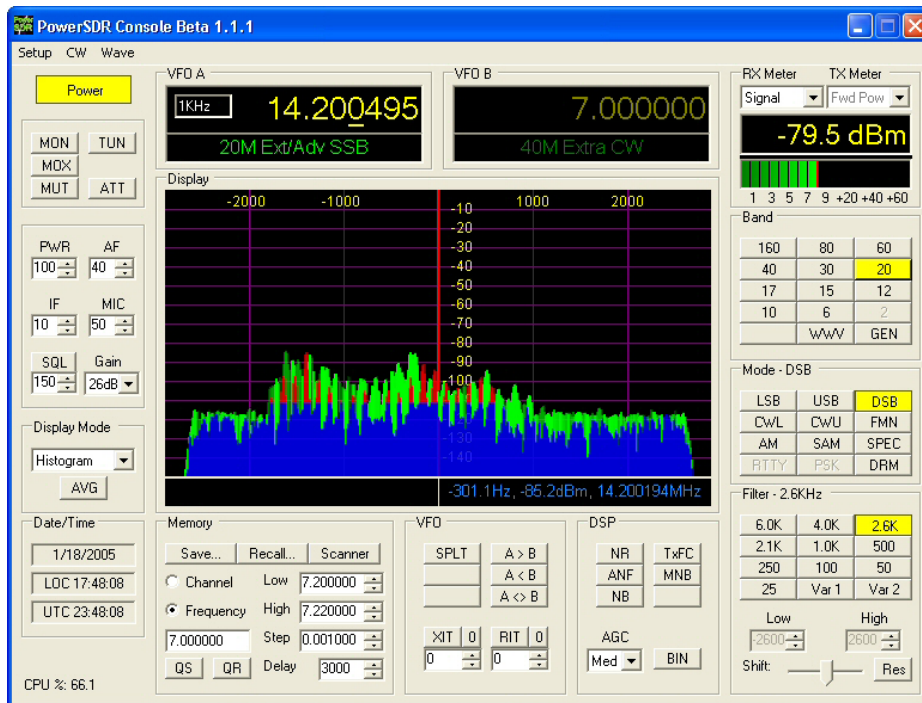 PowerSDR Console Beta 1.1.1
Setup CW Wave
Power
MON TUN
MOX
MUT ATT
PWR AF
100 40
IF MIC
10 50
SQL Gain
150 26dB
Display Mode
Histogram
AVG
Date/Time
1/18/2005
LOC 17:48:08
UTC 23:48:08
CPU %: 66.1
VFO A
1KHz 14.200495
20M Ext/Adv SSB
VFO B
7.000000
40M Extra CW
Display
-2000 -1000 1000 2000
-10
-20
-30
-40
-50
-60
-70
-80
-90
-100
-110
-120
-130
-140
-301.1Hz, -85.2dBm, 14.200194MHz
Memory
Save... Recall... Scanner
Channel Low 7.200000
Frequency High 7.220000
7.000000 Step 0.001000
QS QR Delay 3000
VFO
SPLT A > B
A < B
A <> B
XIT 0 RIT 0
0 0
DSP
NR TxFC
ANF MNB
NB
AGC
Med BIN
RX Meter TX Meter
Signal Fwd Pow
-79.5 dBm
1 3 5 7 9 +20 +40 +60
Band
160 80 60
40 30 20
17 15 12
10 6 2
WWV GEN
Mode - DSB
LSB USB DSB
CWL CWU FMN
AM SAM SPEC
RTTY PSK DRM
Filter - 2.6KHz
6.0K 4.0K 2.6K
2.1K 1.0K 500
250 100 50
25 Var 1 Var 2
Low High
-2600 2600
Shift: Res